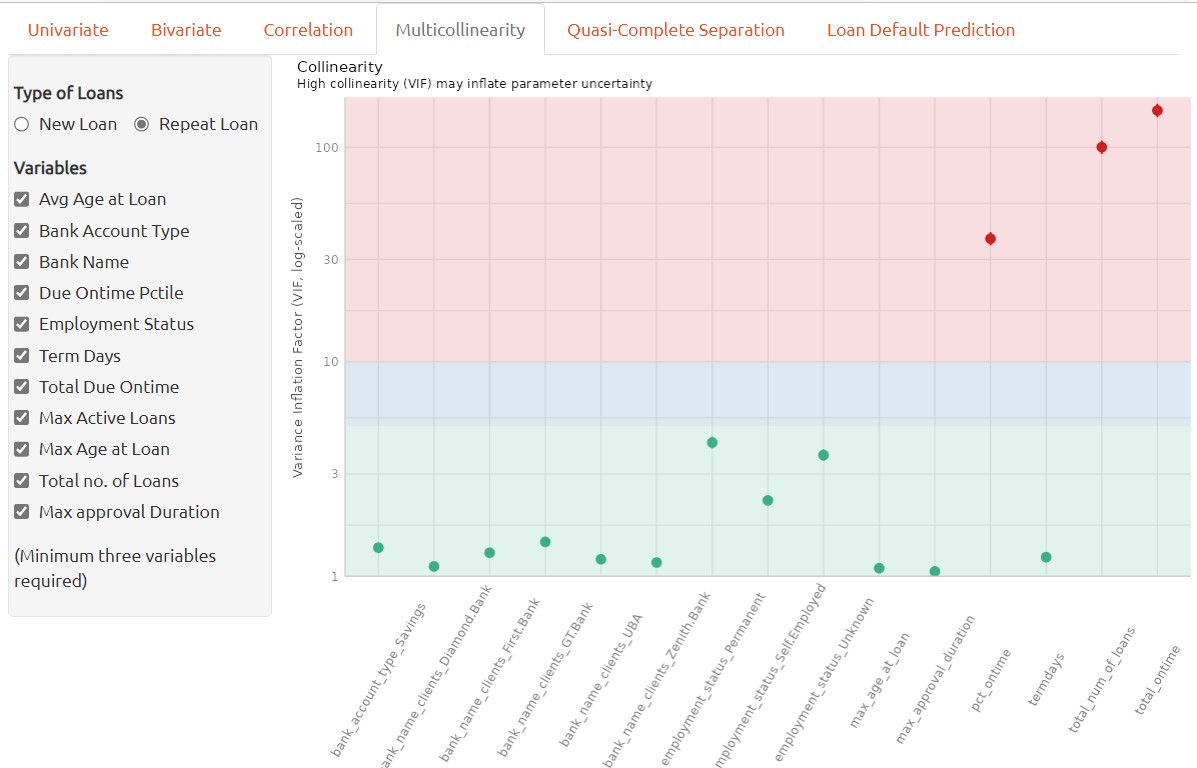 Univariate Bivariate Correlation Multicollinearity Quasi-Complete Separation Loan Default Prediction
Type of Loans
New Loan Repeat Loan
Variables
Avg Age at Loan
Bank Account Type
Bank Name
Due Ontime Pctile
Employment Status
Term Days
Total Due Ontime
Max Active Loans
Max Age at Loan
Total no. of Loans
Max approval Duration
(Minimum three variables
required)
Collinearity
High collinearity (VIF) may inflate parameter uncertainty
Variance Inflation Factor (VIF, log-scaled)
100
30
10
3
1
bank_account_type_Savings
ank_name_clients_Diamond.Bank
bank_name_clients_First.Bank
bank_name_clients_GT.Bank
bank_name_clients_UBA
bank_name_clients_Zenith.Bank
employment_status_Permanent
mployment_status_Self.Employed
employment_status_Unknown
max_age_at_loan
max_approval_duration
pct_ontime
termdays
total_num_of_loans
total_ontime